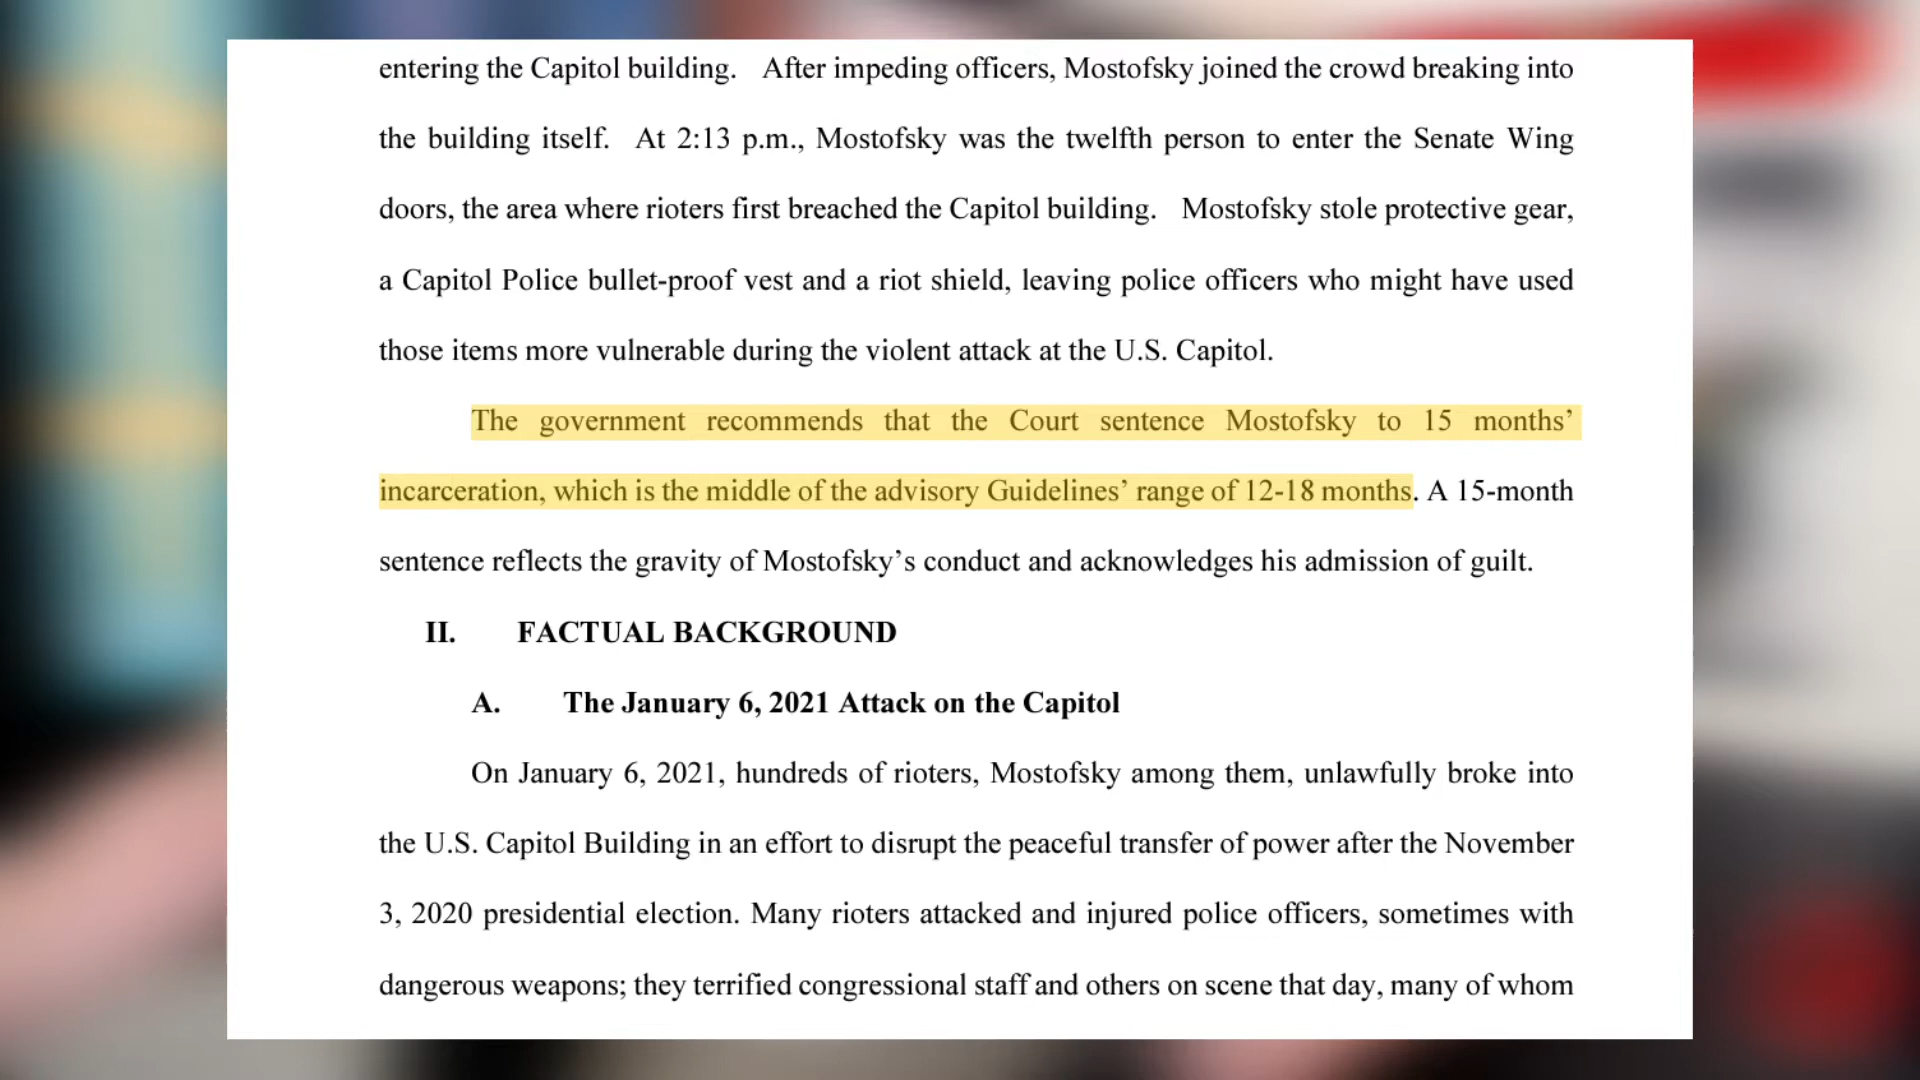 entering the Capitol building. After impeding officers, Mostofsky joined the crowd breaking into
the building itself. At 2:13 p.m., Mostofsky was the twelfth person to enter the Senate Wing
doors, the area where rioters first breached the Capitol building. Mostofsky stole protective gear,
a Capitol Police bullet-proof vest and a riot shield, leaving police officers who might have used
those items more vulnerable during the violent attack at the U.S. Capitol.
The government recommends that the Court sentence Mostofsky to 15 months’
incarceration, which is the middle of the advisory Guidelines’ range of 12-18 months. A 15-month
sentence reflects the gravity of Mostofsky’s conduct and acknowledges his admission of guilt.
II. FACTUAL BACKGROUND
A. The January 6, 2021 Attack on the Capitol
On January 6, 2021, hundreds of rioters, Mostofsky among them, unlawfully broke into
the U.S. Capitol Building in an effort to disrupt the peaceful transfer of power after the November
3, 2020 presidential election. Many rioters attacked and injured police officers, sometimes with
dangerous weapons; they terrified congressional staff and others on scene that day, many of whom